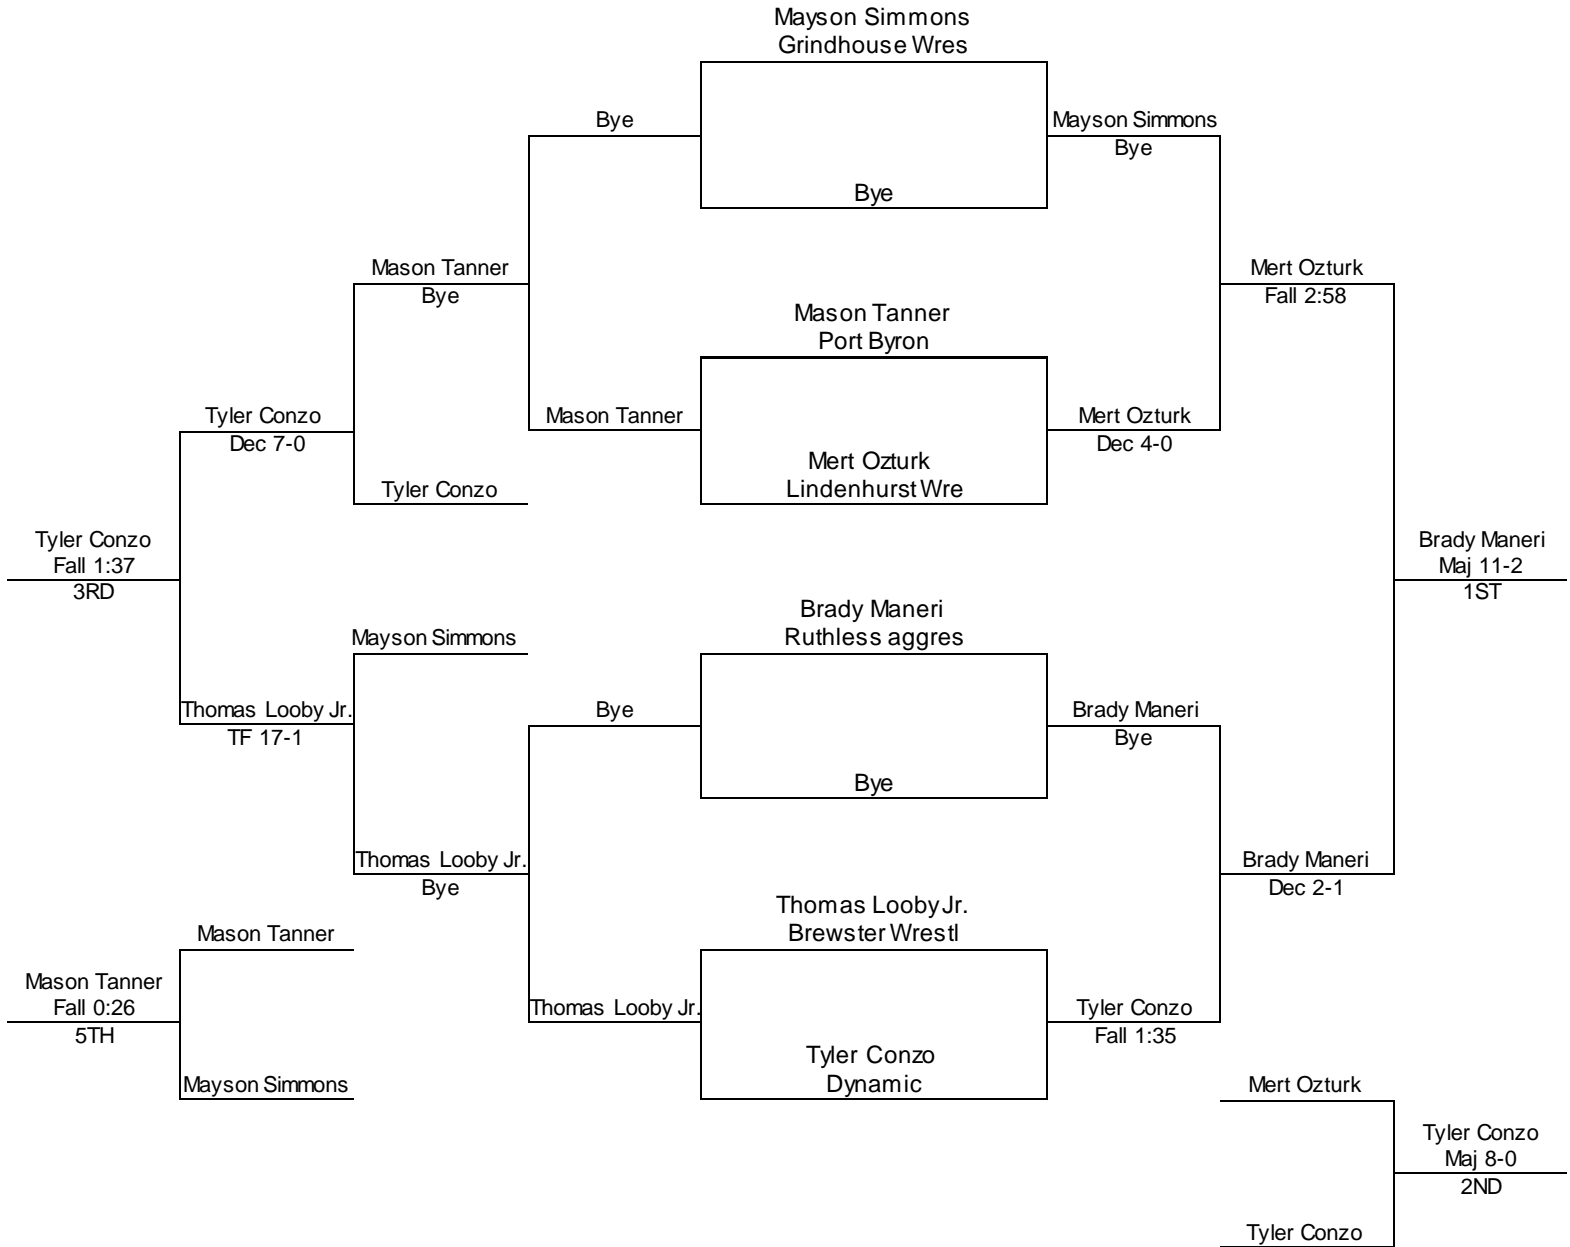 Mayson Simmons
Grindhouse Wres
Bye
Mayson Simmons
Bye
Bye
Mason Tanner
Bye
Mert Ozturk
Fall 2:58
Mason Tanner
Port Byron
Tyler Conzo
Dec 7-0
Mason Tanner
Mert Ozturk
Dec 4-0
Mert Ozturk
Lindenhurst Wre
Tyler Conzo
Tyler Conzo
Fall 1:37
3RD
Brady Maneri
Maj 11-2
1ST
Brady Maneri
Ruthless aggres
Mayson Simmons
Thomas Looby Jr.
TF 17-1
Bye
Brady Maneri
Bye
Bye
Thomas Looby Jr.
Bye
Brady Maneri
Dec 2-1
Thomas Looby Jr.
Brewster Wrestl
Mason Tanner
Mason Tanner
Fall 0:26
5TH
Thomas Looby Jr.
Tyler Conzo
Fall 1:35
Tyler Conzo
Dynamic
Mayson Simmons
Mert Ozturk
Tyler Conzo
Maj 8-0
2ND
Tyler Conzo